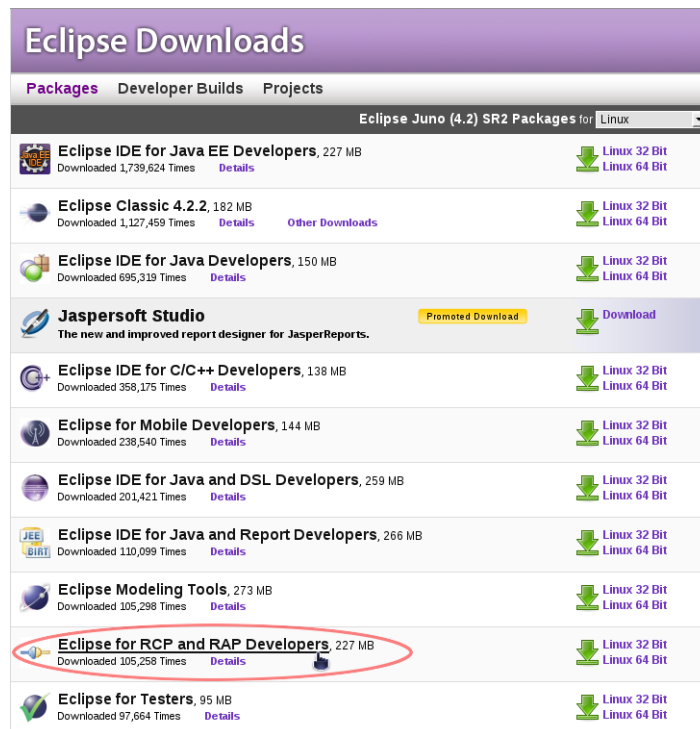 Eclipse Downloads
Packages Developer Builds Projects
Eclipse Juno (4.2) SR2 Packages for Linux
Java EE
IDE
Eclipse IDE for Java EE Developers, 227 MB
Downloaded 1,739,624 Times Details
Linux 32 Bit
Linux 64 Bit
Eclipse Classic 4.2.2, 182 MB
Downloaded 1,127,459 Times Details Other Downloads
Linux 32 Bit
Linux 64 Bit
Eclipse IDE for Java Developers, 150 MB
Downloaded 695,319 Times Details
Linux 32 Bit
Linux 64 Bit
Jaspersoft Studio
The new and improved report designer for JasperReports.
Promoted Download
Download
C++
Eclipse IDE for C/C++ Developers, 138 MB
Downloaded 358,175 Times Details
Linux 32 Bit
Linux 64 Bit
Eclipse for Mobile Developers, 144 MB
Downloaded 238,540 Times Details
Linux 32 Bit
Linux 64 Bit
Eclipse IDE for Java and DSL Developers, 259 MB
Downloaded 201,421 Times Details
Linux 32 Bit
Linux 64 Bit
JEE
BIRT
Eclipse IDE for Java and Report Developers, 266 MB
Downloaded 110,099 Times Details
Linux 32 Bit
Linux 64 Bit
Eclipse Modeling Tools, 273 MB
Downloaded 105,298 Times Details
Linux 32 Bit
Linux 64 Bit
Eclipse for RCP and RAP Developers, 227 MB
Downloaded 105,258 Times Details
Linux 32 Bit
Linux 64 Bit
Eclipse for Testers, 95 MB
Downloaded 97,664 Times Details
Linux 32 Bit
Linux 64 Bit